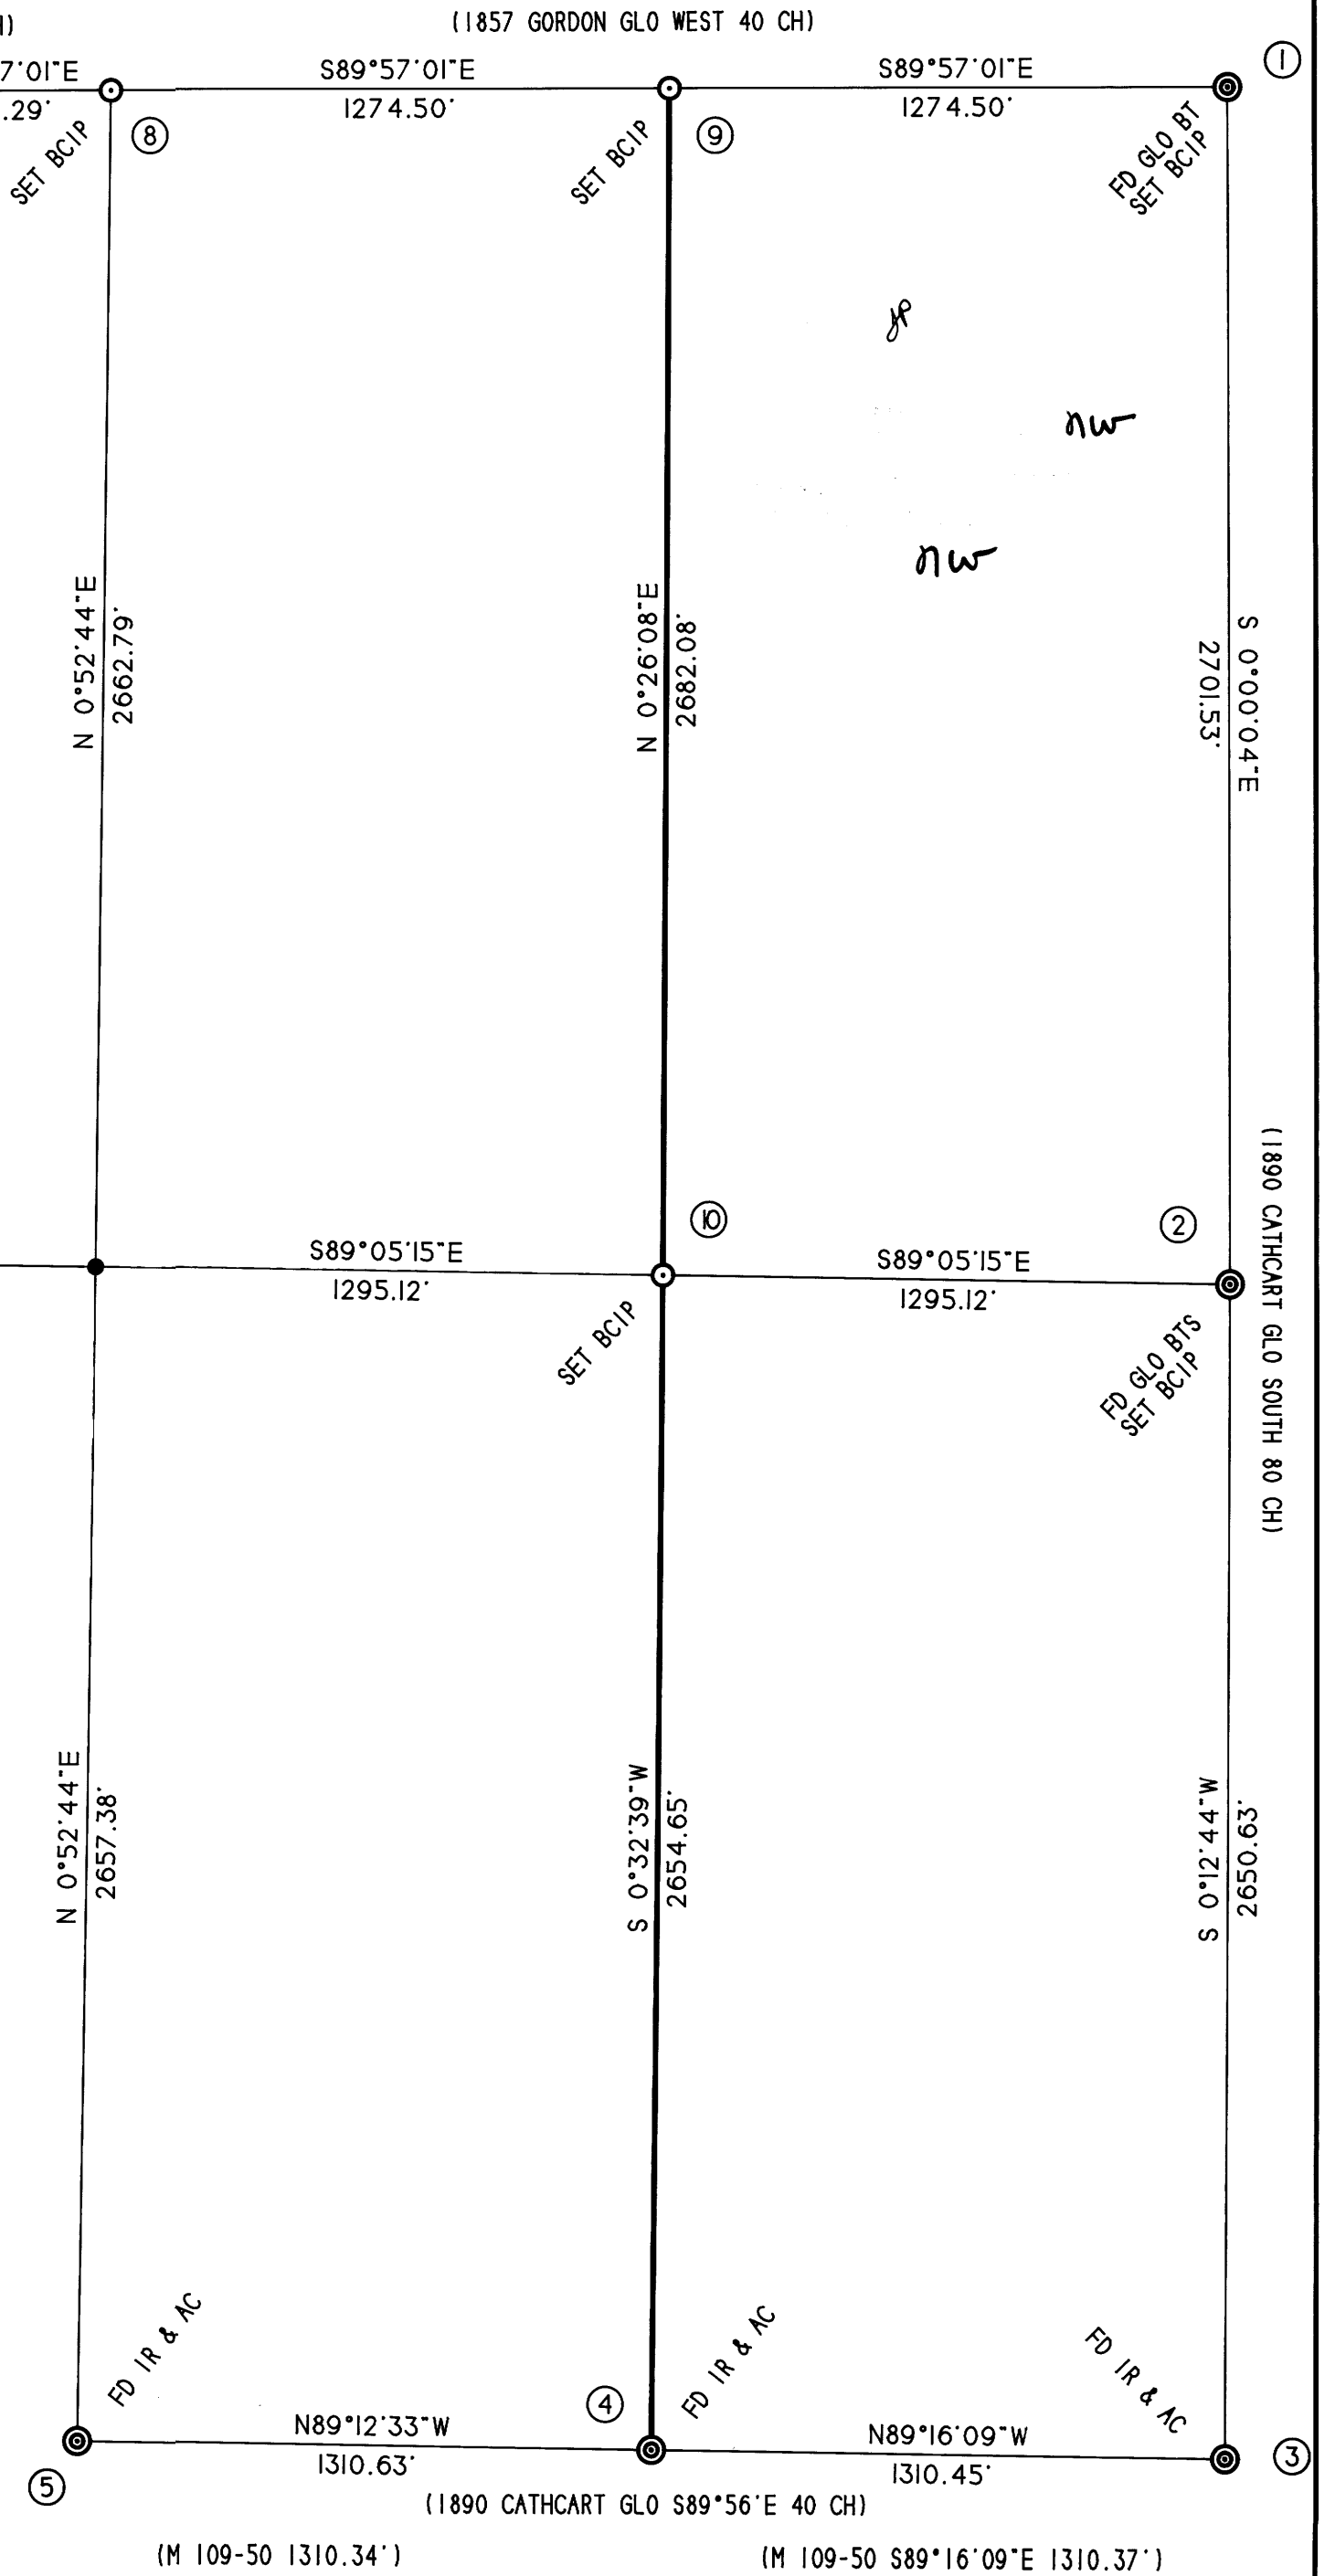 (1857 GORDON GLO WEST 40 CH)
7'01"E
.29'
S89°57'01"E
1274.50'
S89°57'01"E
1274.50'
1
SET BCIP
8
SET BCIP
9
FD GLO BT
SET BCIP
JP
nw
nw
N 0°52'44"E
2662.79'
N 0°26'08"E
2682.08'
S 0°00'04"E
2701.53'
(1890 CATHCART GLO SOUTH 80 CH)
10
2
S89°05'15"E
1295.12'
S89°05'15"E
1295.12'
SET BCIP
FD GLO BTS
SET BCIP
N 0°52'44"E
2657.38'
S 0°32'39"W
2654.65'
S 0°12'44"W
2650.63'
FD IR & AC
FD IR & AC
FD IR & AC
4
N89°12'33"W
1310.63'
N89°16'09"W
1310.45'
3
5
(1890 CATHCART GLO S89°56'E 40 CH)
(M 109-50 1310.34')
(M 109-50 S89°16'09"E 1310.37')